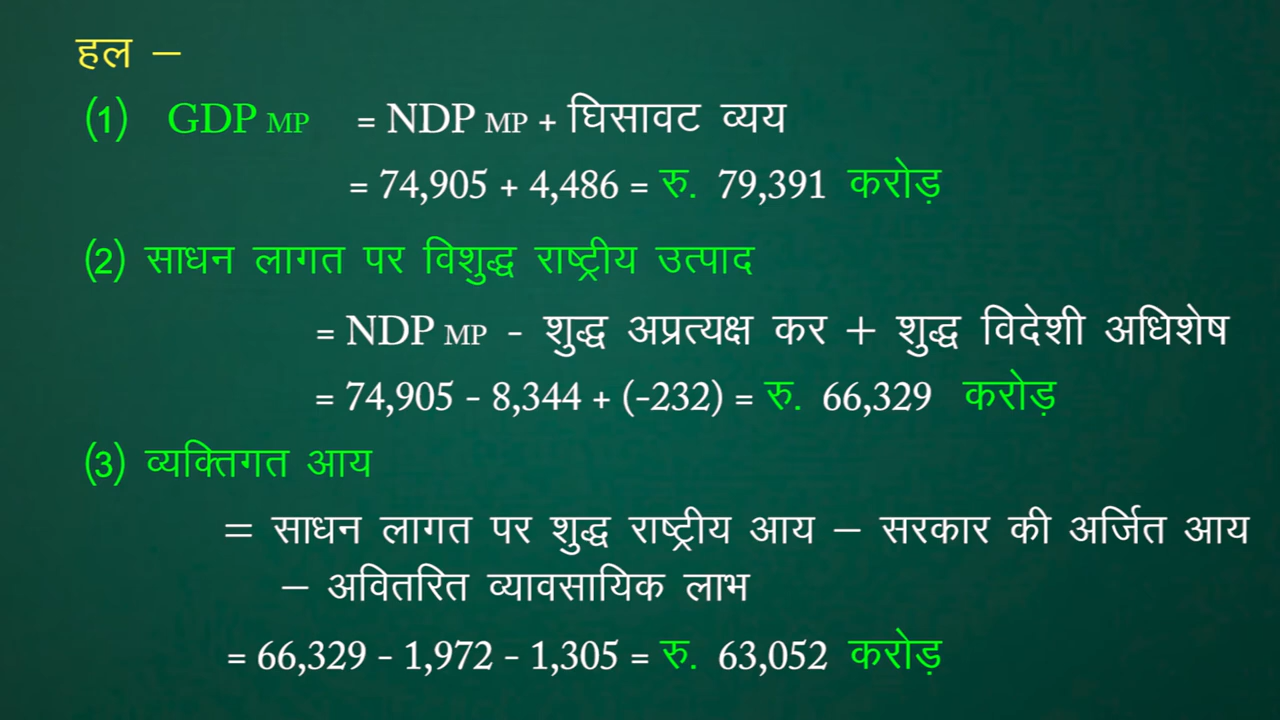 हल –
(1) GDP MP = NDP MP + घिसावट व्यय
= 74,905 + 4,486 = रु. 79,391 करोड़
(2) साधन लागत पर विशुद्ध राष्ट्रीय उत्पाद
= NDP MP - शुद्ध अप्रत्यक्ष कर + शुद्ध विदेशी अधिशेष
= 74,905 - 8,344 + (-232) = रु. 66,329 करोड़
(3) व्यक्तिगत आय
= साधन लागत पर शुद्ध राष्ट्रीय आय – सरकार की अर्जित आय
– अवितरित व्यावसायिक लाभ
= 66,329 - 1,972 - 1,305 = रु. 63,052 करोड़